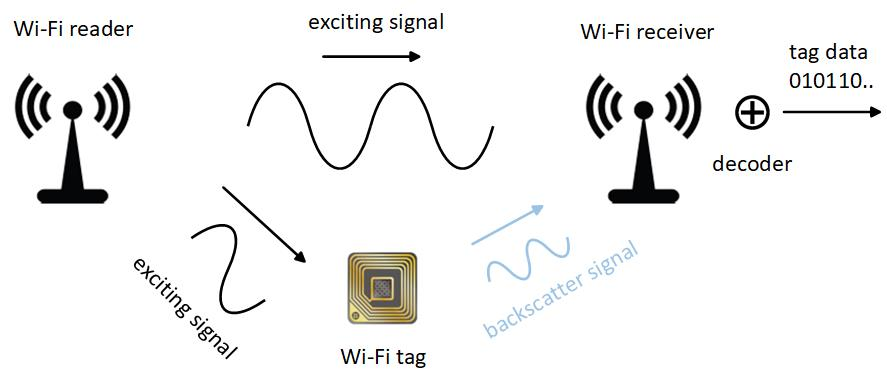 Wi-Fi reader
exciting signal
Wi-Fi receiver
tag data
010110..
decoder
exciting signal
backscatter signal
Wi-Fi tag